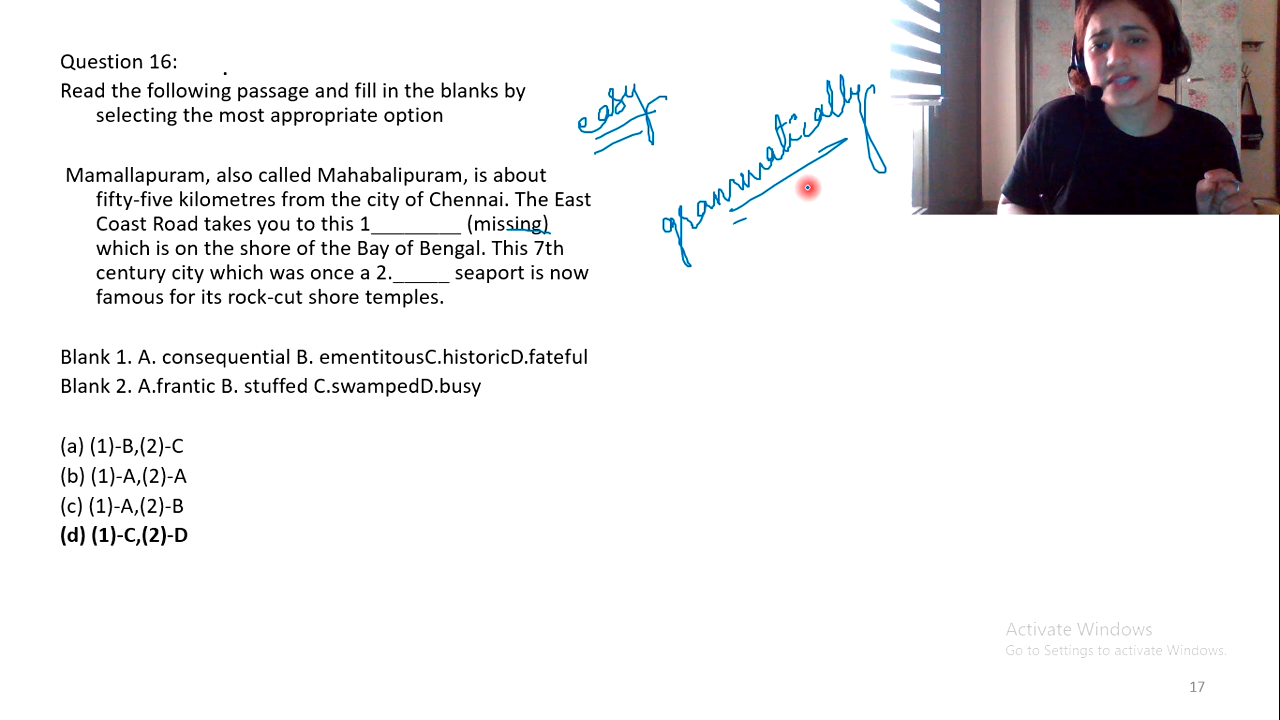 Question 16:
Read the following passage and fill in the blanks by
selecting the most appropriate option
easy
grammatically
Mamallapuram, also called Mahabalipuram, is about
fifty-five kilometres from the city of Chennai. The East
Coast Road takes you to this 1________ (missing)
which is on the shore of the Bay of Bengal. This 7th
century city which was once a 2._____ seaport is now
famous for its rock-cut shore temples.
Blank 1. A. consequential B. ementitousC.historicD.fateful
Blank 2. A.frantic B. stuffed C.swampedD.busy
(a) (1)-B,(2)-C
(b) (1)-A,(2)-A
(c) (1)-A,(2)-B
(d) (1)-C,(2)-D
Activate Windows
Go to Settings to activate Windows.
17